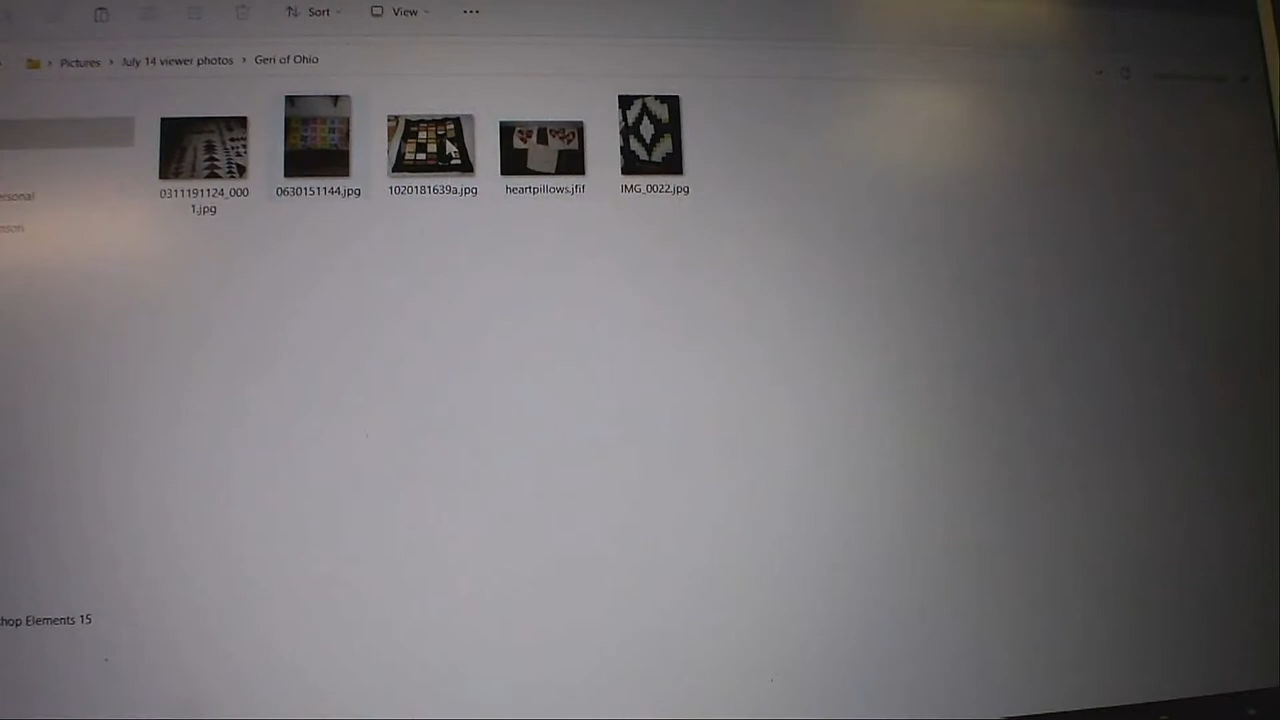 Sort
View
Pictures > July 14 viewer photos > Geri of Ohio
0311191124_000
1.jpg
0630151144.jpg
1020181639a.jpg
heartpillows.jfif
IMG_0022.jpg
ersonal
hop Elements 15